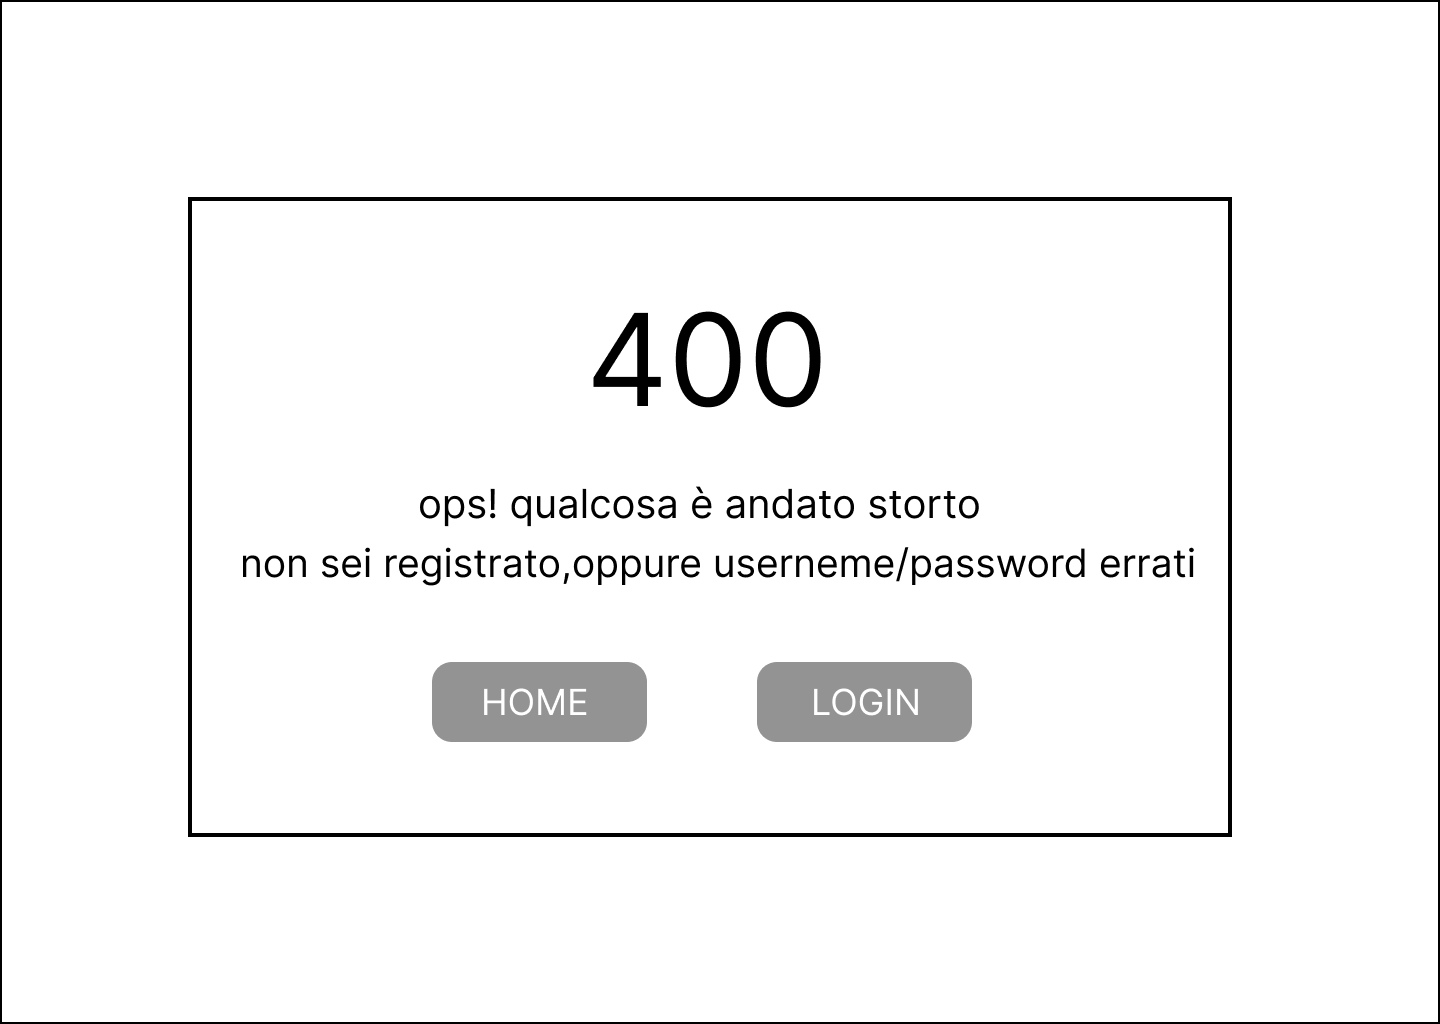 400
ops! qualcosa è andato storto
non sei registrato,oppure userneme/password errati
HOME
LOGIN